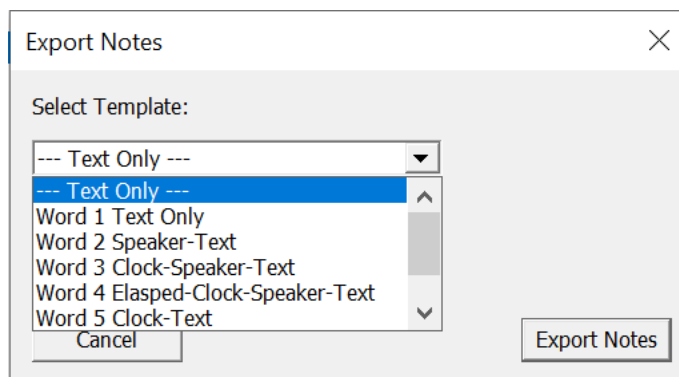 Export Notes
Select Template:
--- Text Only ---
--- Text Only ---
Word 1 Text Only
Word 2 Speaker-Text
Word 3 Clock-Speaker-Text
Word 4 Elasped-Clock-Speaker-Text
Word 5 Clock-Text
Cancel
Export Notes